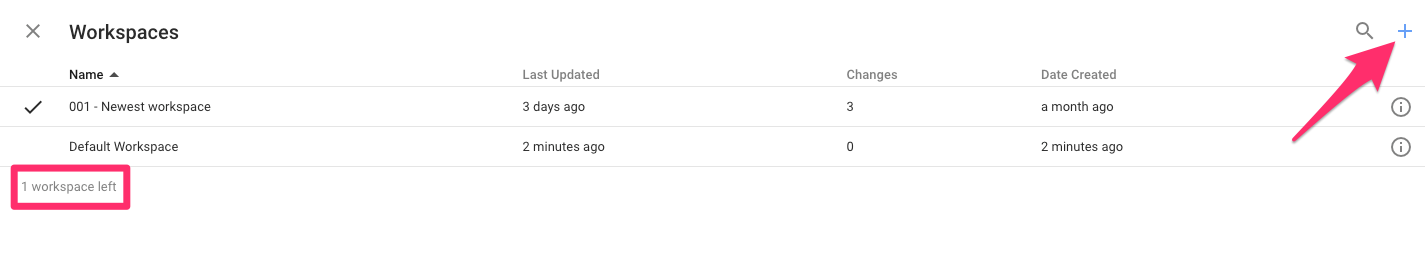 Workspaces
Name Last Updated Changes Date Created
001 - Newest workspace 3 days ago 3 a month ago
Default Workspace 2 minutes ago 0 2 minutes ago
1 workspace left